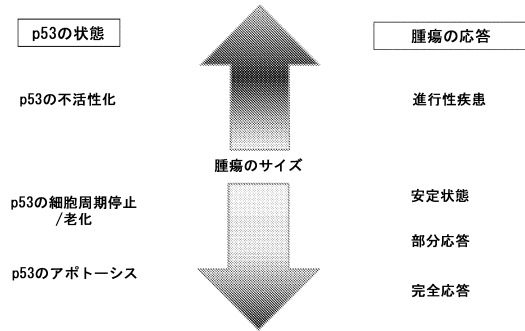 p53の状態
腫瘍の応答
p53の不活性化
進行性疾患
腫瘍のサイズ
p53の細胞周期停止
/老化
安定状態
部分応答
p53のアポトーシス
完全応答